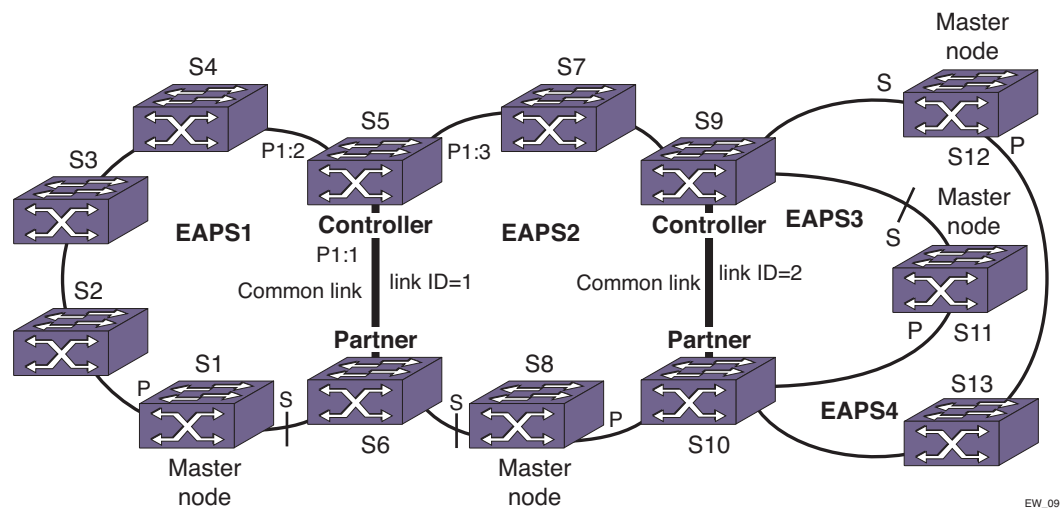 Master
node
S4
S7
S
S5
S9
P
S12
P1:2
P1:3
S3
Master
node
EAPS1
Controller
EAPS2
Controller
EAPS3
S
P1:1
S2
Common link
link ID=1
Common link
link ID=2
Partner
Partner
P
S11
S1
S8
S13
P
S
S
P
EAPS4
S6
S10
Master
node
Master
node
EW_09